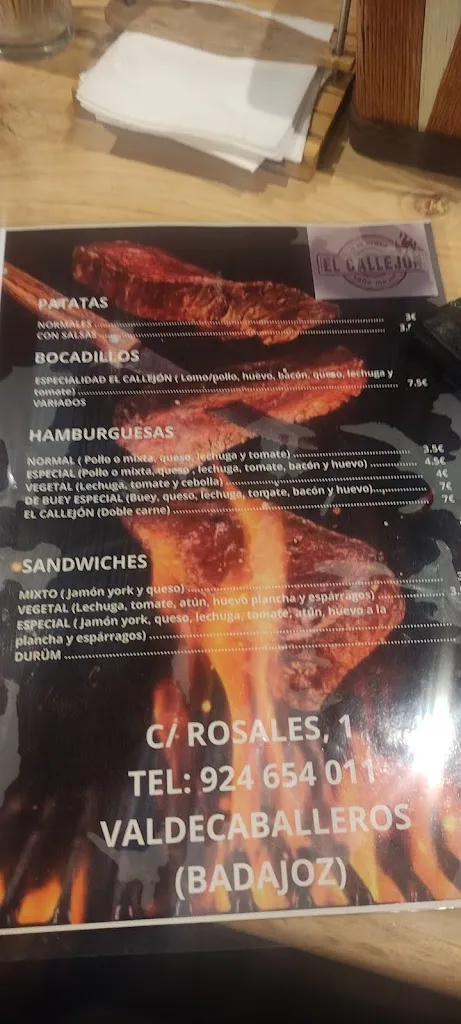 EL CALLEJÓN
PATATAS
NORMALES 3€
CON SALSAS
BOCADILLOS
ESPECIALIDAD EL CALLEJÓN ( Lomo/pollo, huevo, bacón, queso, lechuga y
tomate) 7.5€
VARIADOS
HAMBURGUESAS
NORMAL ( Pollo o mixta, queso, lechuga y tomate) 3.5€
ESPECIAL (Pollo o mixta, queso , lechuga, tomate, bacón y huevo) 4.5€
VEGETAL (Lechuga, tomate y cebolla) 4€
DE BUEY ESPECIAL (Buey, queso, lechuga, tomate, bacón y huevo) 7€
EL CALLEJÓN (Doble carne) 7€
SANDWICHES
MIXTO ( Jamón york y queso)
VEGETAL (Lechuga, tomate, atún, huevo plancha y espárragos)
ESPECIAL ( Jamón york, queso, lechuga, tomate, atún, huevo a la
plancha y espárragos)
DURÜM
C/ ROSALES, 1
TEL: 924 654 011
VALDECABALLEROS
(BADAJOZ)